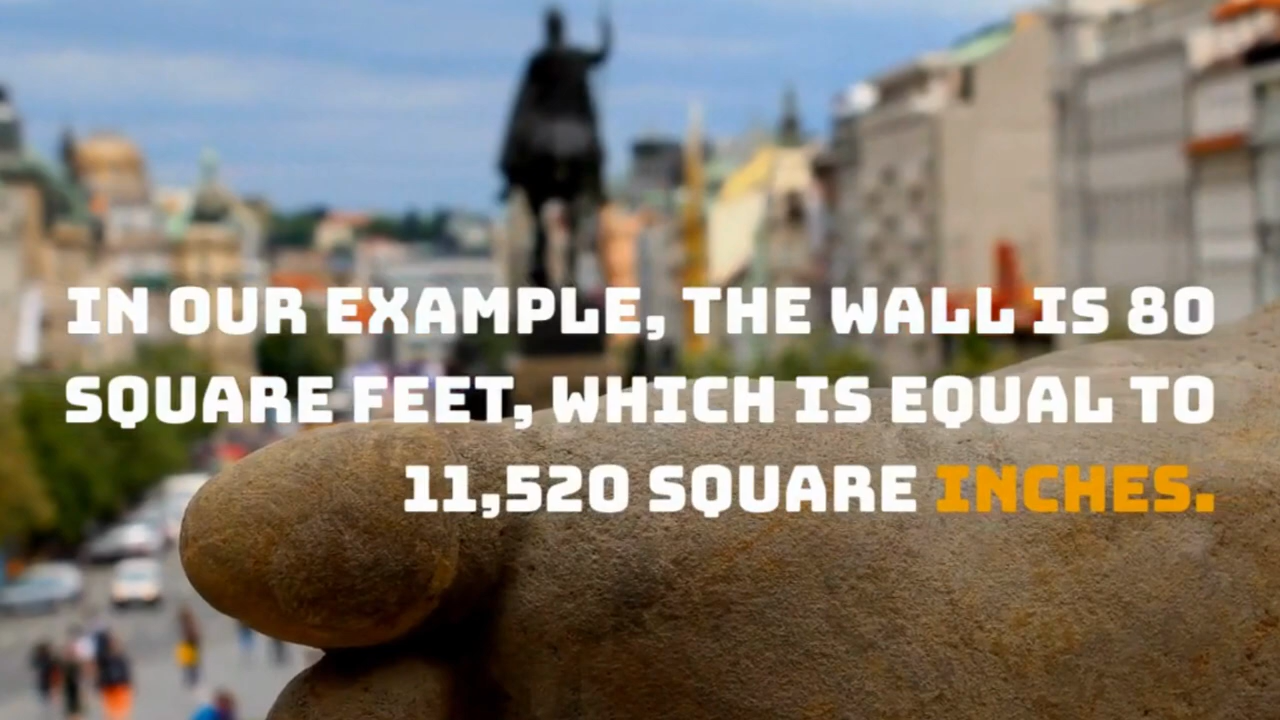 IN OUR EXAMPLE, THE WALL IS 80
SQUARE FEET, WHICH IS EQUAL TO
11,520 SQUARE INCHES.